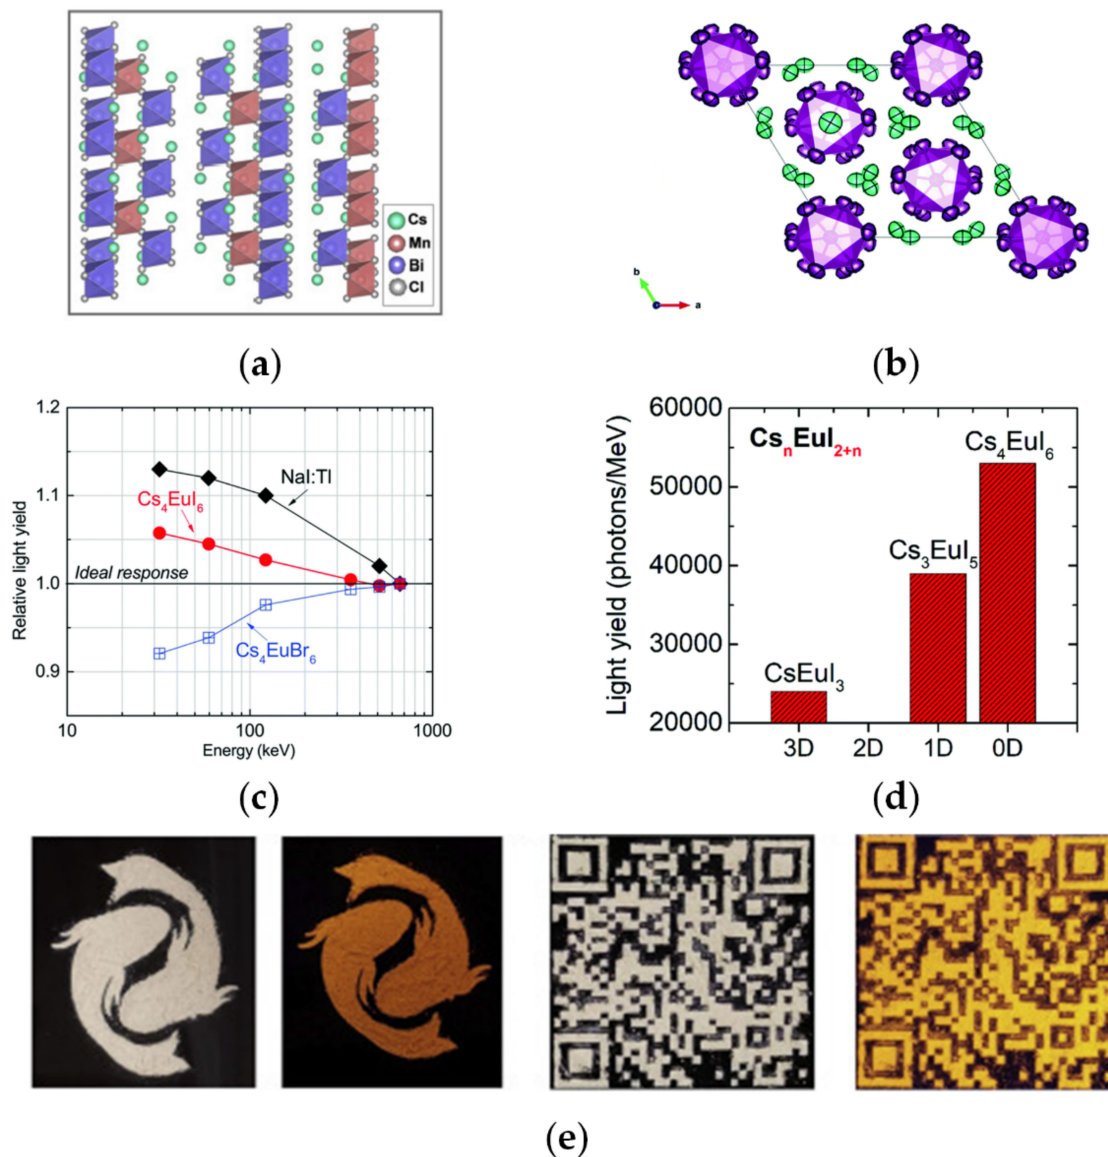 Cs
Mn
Bi
Cl
(a)
b
a
(b)
1.2
1.1
1.0
0.9
Relative light yield
NaI:Tl
Cs₄EuI₆
Ideal response
Cs₄EuBr₆
10
100
1000
Energy (keV)
(c)
60000
50000
40000
30000
20000
Light yield (photons/MeV)
CsₙEuI₂₊ₙ
Cs₄EuI₆
Cs₃EuI₅
CsEuI₃
3D
2D
1D
0D
(d)
(e)